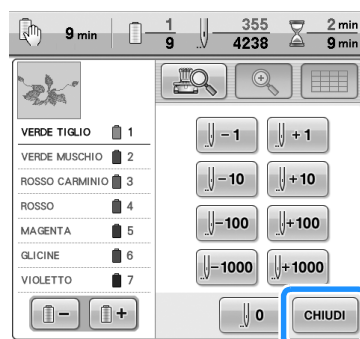 9 min 1 355 2 min
9 4238 9 min
VERDE TIGLIO 1
VERDE MUSCHIO 2
ROSSO CARMINIO 3
ROSSO 4
MAGENTA 5
GLICINE 6
VIOLETTO 7
− +
−1 +1
−10 +10
−100 +100
−1000 +1000
0 CHIUDI